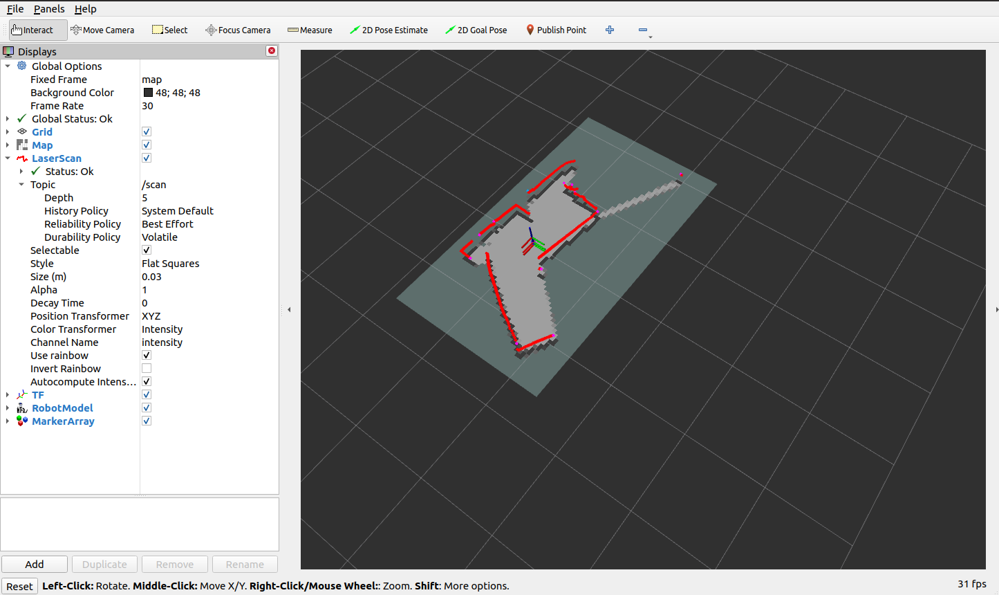 File Panels Help
Interact Move Camera Select Focus Camera Measure 2D Pose Estimate 2D Goal Pose Publish Point
Displays
Global Options
Fixed Frame map
Background Color 48; 48; 48
Frame Rate 30
Global Status: Ok
Grid
Map
LaserScan
Status: Ok
Topic /scan
Depth 5
History Policy System Default
Reliability Policy Best Effort
Durability Policy Volatile
Selectable
Style Flat Squares
Size (m) 0.03
Alpha 1
Decay Time 0
Position Transformer XYZ
Color Transformer Intensity
Channel Name intensity
Use rainbow
Invert Rainbow
Autocompute Intens...
TF
RobotModel
MarkerArray
Add Duplicate Remove Rename
Reset Left-Click: Rotate. Middle-Click: Move X/Y. Right-Click/Mouse Wheel:: Zoom. Shift: More options. 31 fps